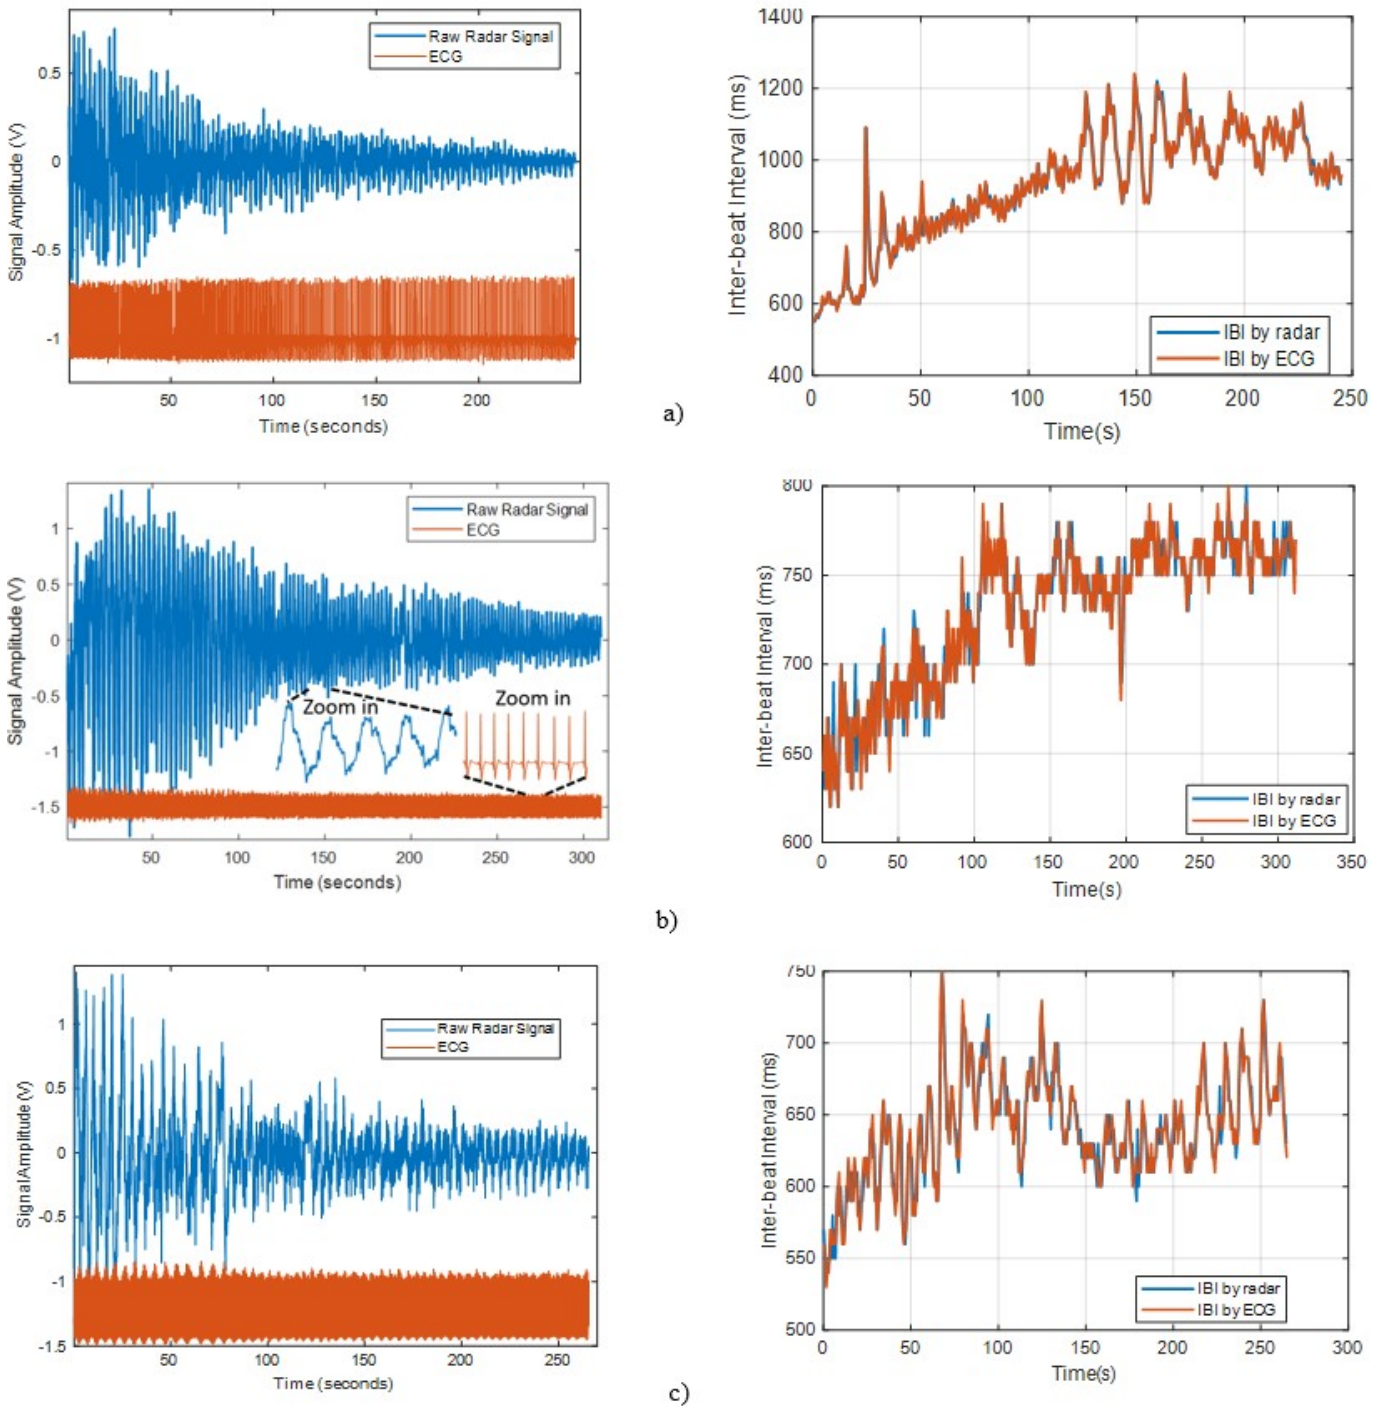 Raw Radar Signal
ECG
0.5
0
-0.5
-1
Signal Amplitude (V)
50
100
150
200
Time (seconds)
1400
1200
1000
800
600
400
Inter-beat Interval (ms)
IBI by radar
IBI by ECG
0
50
100
150
200
250
Time(s)
a)
Raw Radar Signal
ECG
1
0.5
0
-0.5
-1
-1.5
Signal Amplitude (V)
Zoom in
Zoom in
50
100
150
200
250
300
Time (seconds)
800
750
700
650
600
Inter-beat Interval (ms)
IBI by radar
IBI by ECG
0
50
100
150
200
250
300
350
Time(s)
b)
Raw Radar Signal
ECG
1
0.5
0
-0.5
-1
-1.5
Signal Amplitude (V)
50
100
150
200
250
Time (seconds)
750
700
650
600
550
500
Inter-beat Interval (ms)
IBI by radar
IBI by ECG
0
50
100
150
200
250
300
Time(s)
c)